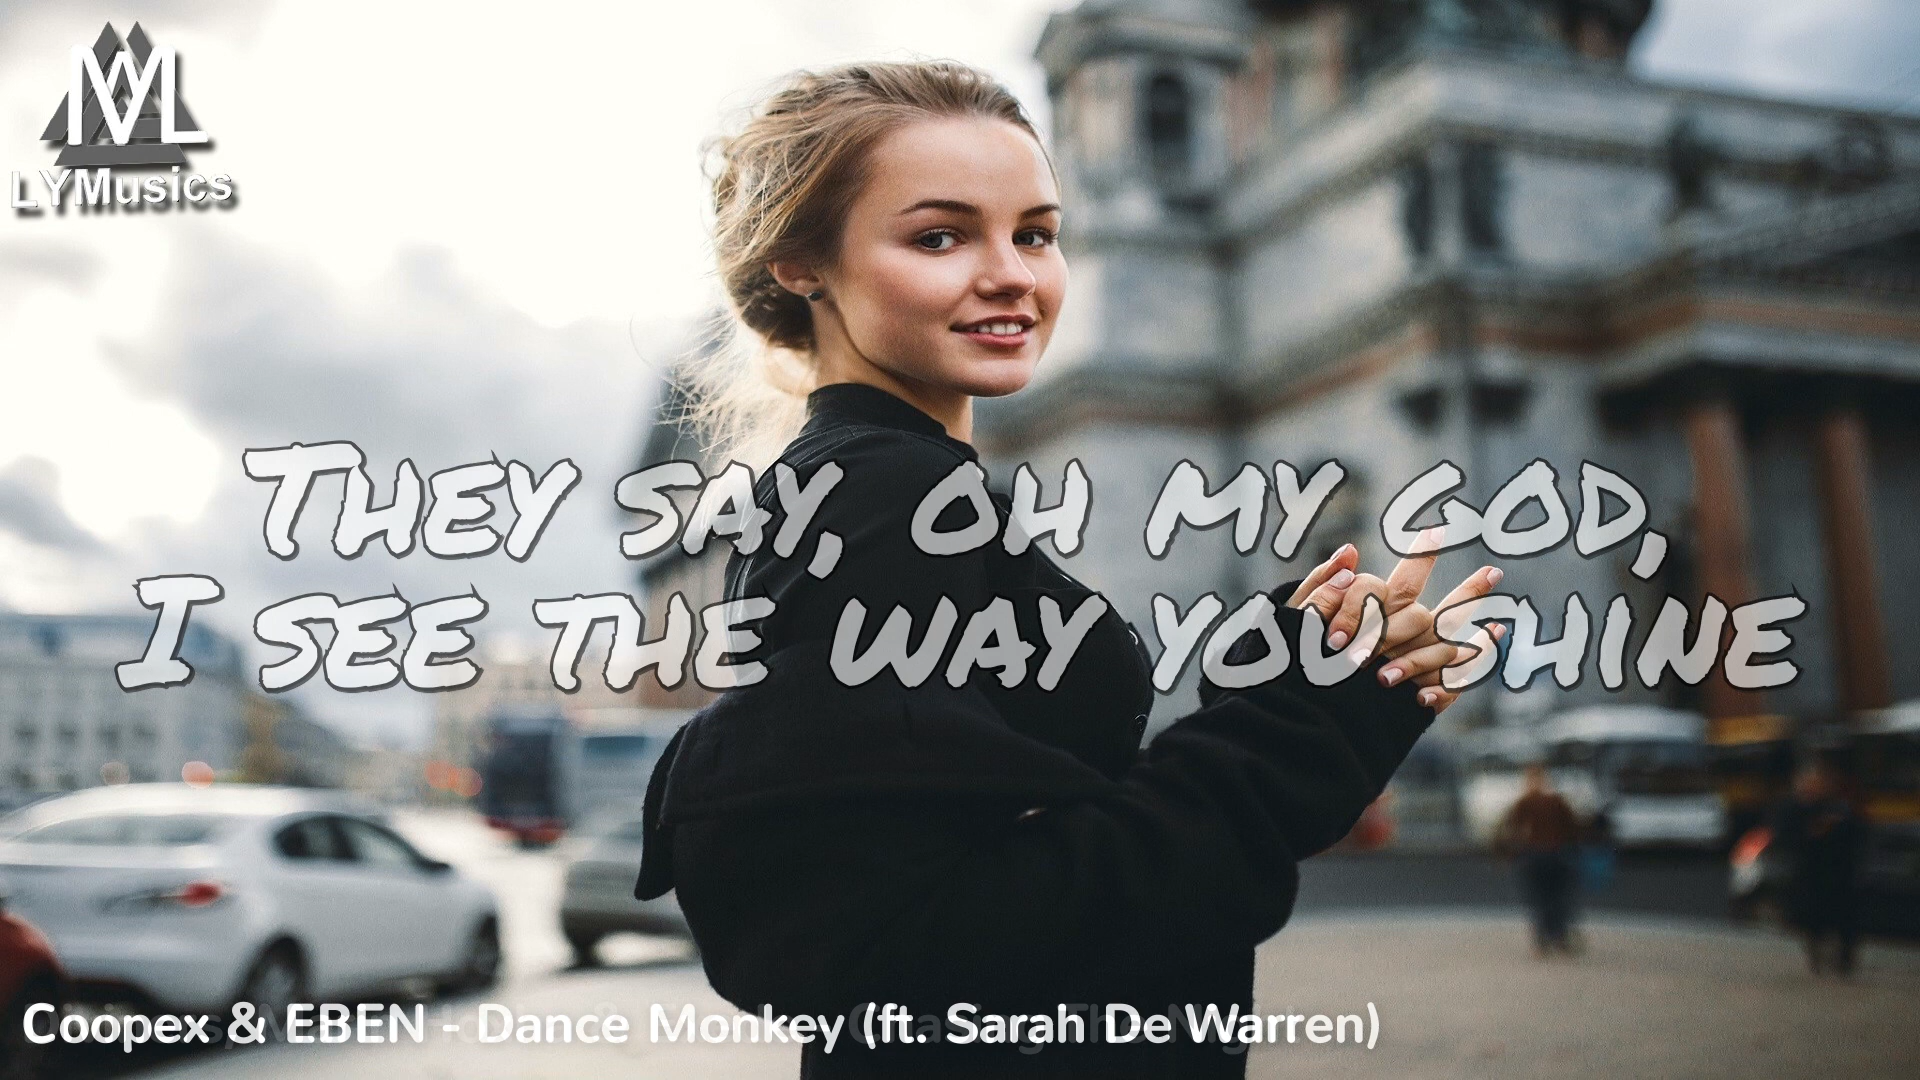 LYMusics
They say, oh my god,
I see the way you shine
Coopex & EBEN - Dance Monkey (ft. Sarah De Warren)